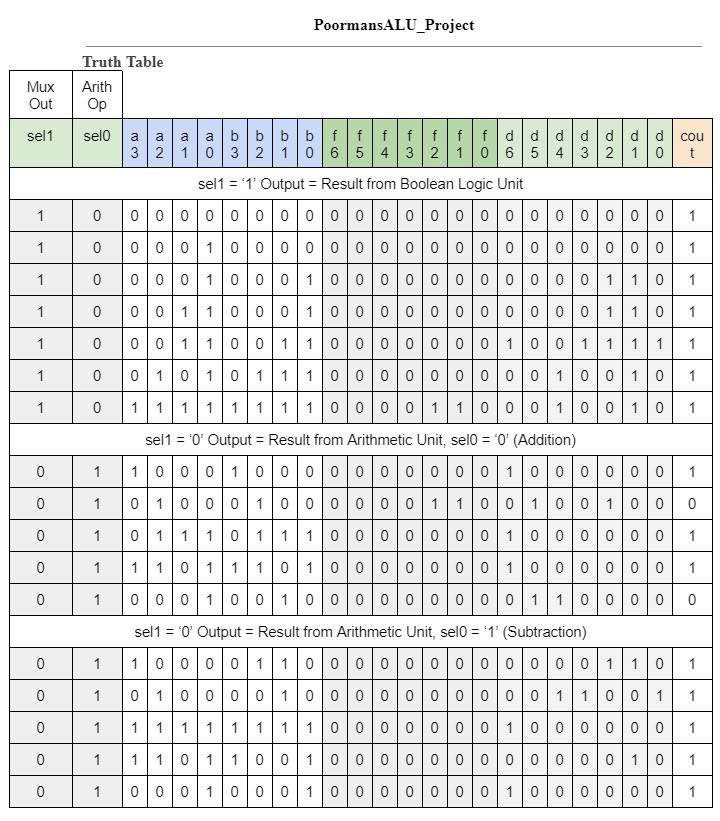 PoormansALU_Project
Truth Table
Mux Out Arith Op
sel1 sel0 a3 a2 a1 a0 b3 b2 b1 b0 f6 f5 f4 f3 f2 f1 f0 d6 d5 d4 d3 d2 d1 d0 cout
sel1 = ‘1’ Output = Result from Boolean Logic Unit
1 0 0 0 0 0 0 0 0 0 0 0 0 0 0 0 0 0 0 0 0 0 0 0 1
1 0 0 0 0 1 0 0 0 0 0 0 0 0 0 0 0 0 0 0 0 0 0 0 1
1 0 0 0 0 1 0 0 0 1 0 0 0 0 0 0 0 0 0 0 0 1 1 0 1
1 0 0 0 1 1 0 0 0 1 0 0 0 0 0 0 0 0 0 0 0 1 1 0 1
1 0 0 0 1 1 0 0 1 1 0 0 0 0 0 0 0 1 0 0 1 1 1 1 1
1 0 0 1 0 1 0 1 1 1 0 0 0 0 0 0 0 0 0 1 0 0 1 0 1
1 0 1 1 1 1 1 1 1 1 0 0 0 0 1 1 0 0 0 1 0 0 1 0 1
sel1 = ‘0’ Output = Result from Arithmetic Unit, sel0 = ‘0’ (Addition)
0 1 1 0 0 0 1 0 0 0 0 0 0 0 0 0 0 1 0 0 0 0 0 0 1
0 1 0 1 0 0 0 1 0 0 0 0 0 0 1 1 0 0 1 0 0 1 0 0 0
0 1 0 1 1 1 0 1 1 1 0 0 0 0 0 0 0 1 0 0 0 0 0 0 1
0 1 1 1 0 1 1 1 0 1 0 0 0 0 0 0 0 1 0 0 0 0 0 0 1
0 1 0 0 0 1 0 0 1 0 0 0 0 0 0 0 0 0 1 1 0 0 0 0 0
sel1 = ‘0’ Output = Result from Arithmetic Unit, sel0 = ‘1’ (Subtraction)
0 1 1 0 0 0 0 1 1 0 0 0 0 0 0 0 0 0 0 0 0 1 1 0 1
0 1 0 1 0 0 0 0 1 0 0 0 0 0 0 0 0 0 0 1 1 0 0 1 1
0 1 1 1 1 1 1 1 1 1 0 0 0 0 0 0 0 1 0 0 0 0 0 0 1
0 1 1 1 0 1 1 0 0 1 0 0 0 0 0 0 0 0 0 0 0 0 1 0 1
0 1 0 0 0 1 0 0 0 1 0 0 0 0 0 0 0 1 0 0 0 0 0 0 1